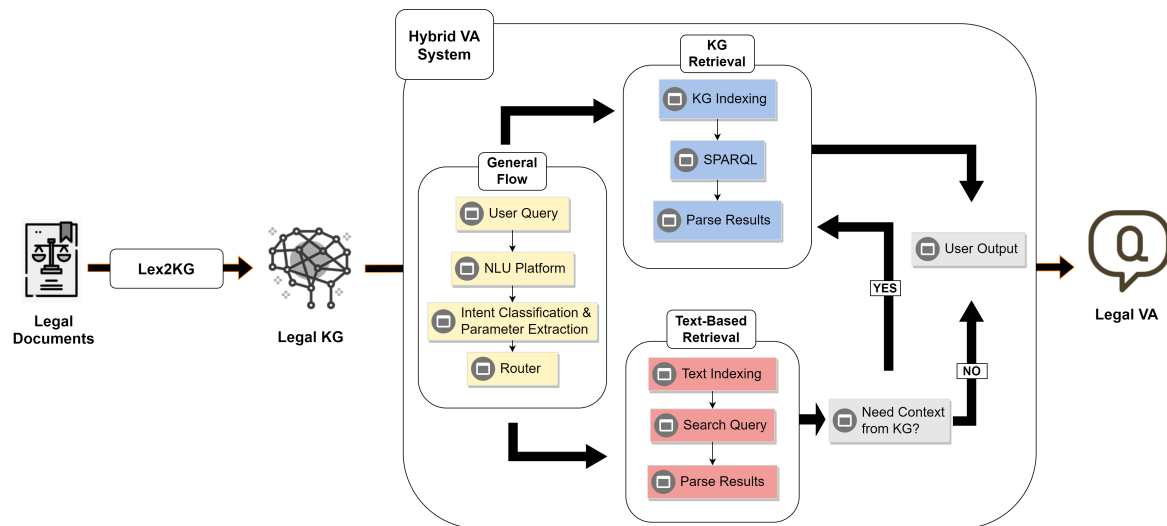 Hybrid VA
System
KG
Retrieval
KG Indexing
SPARQL
Parse Results
General
Flow
User Query
NLU Platform
Intent Classification &
Parameter Extraction
Router
Lex2KG
Legal
Documents
Legal KG
Text-Based
Retrieval
Text Indexing
Search Query
Parse Results
Need Context
from KG?
YES
NO
User Output
Q
Legal VA